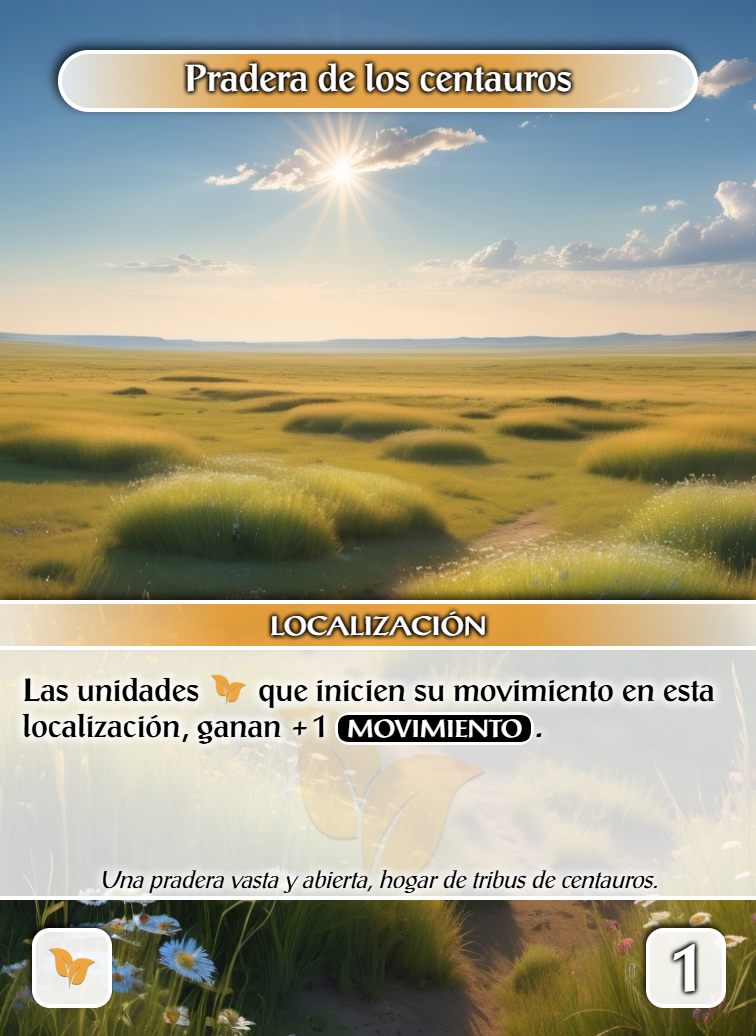 Pradera de los centauros
LOCALIZACIÓN
Las unidades que inicien su movimiento en esta
localización, ganan +1 MOVIMIENTO.
Una pradera vasta y abierta, hogar de tribus de centauros.
1